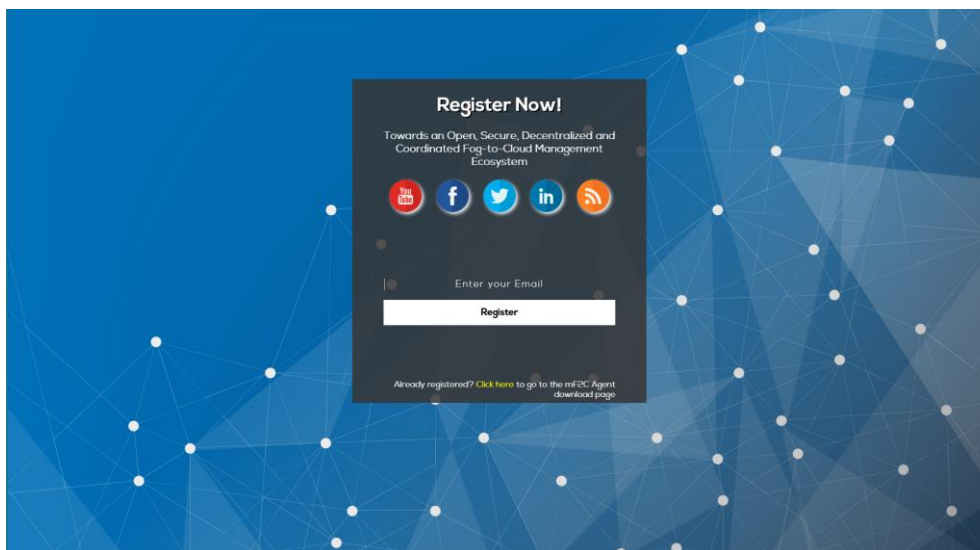 Register Now!
Towards an Open, Secure, Decentralized and
Coordinated Fog-to-Cloud Management
Ecosystem
You
Tube
f
in
Enter your Email
Register
Already registered? Click here to go to the mF2C Agent
download page